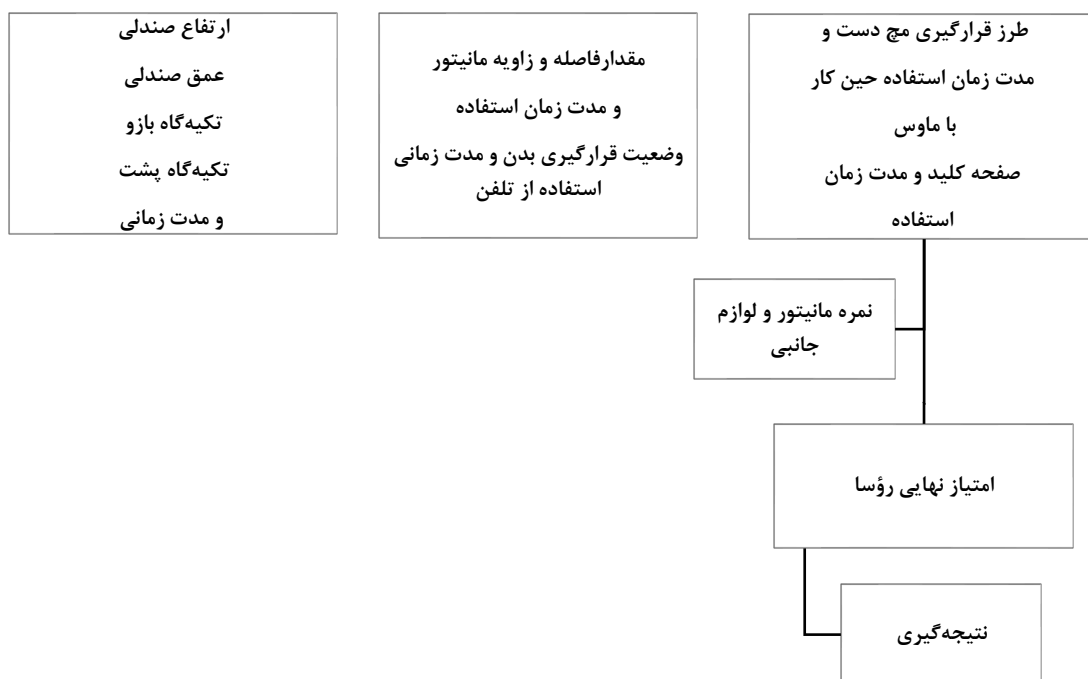 طرز قرارگیری مچ دست و
مدت زمان استفاده حین کار
با ماوس
صفحه کلید و مدت زمان
استفاده
مقدارفاصله و زاویه مانیتور
و مدت زمان استفاده
وضعیت قرارگیری بدن و مدت زمانی
استفاده از تلفن
ارتفاع صندلی
عمق صندلی
تکیه‌گاه بازو
تکیه‌گاه پشت
و مدت زمانی
نمره مانیتور و لوازم
جانبی
امتیاز نهایی رؤسا
نتیجه‌گیری